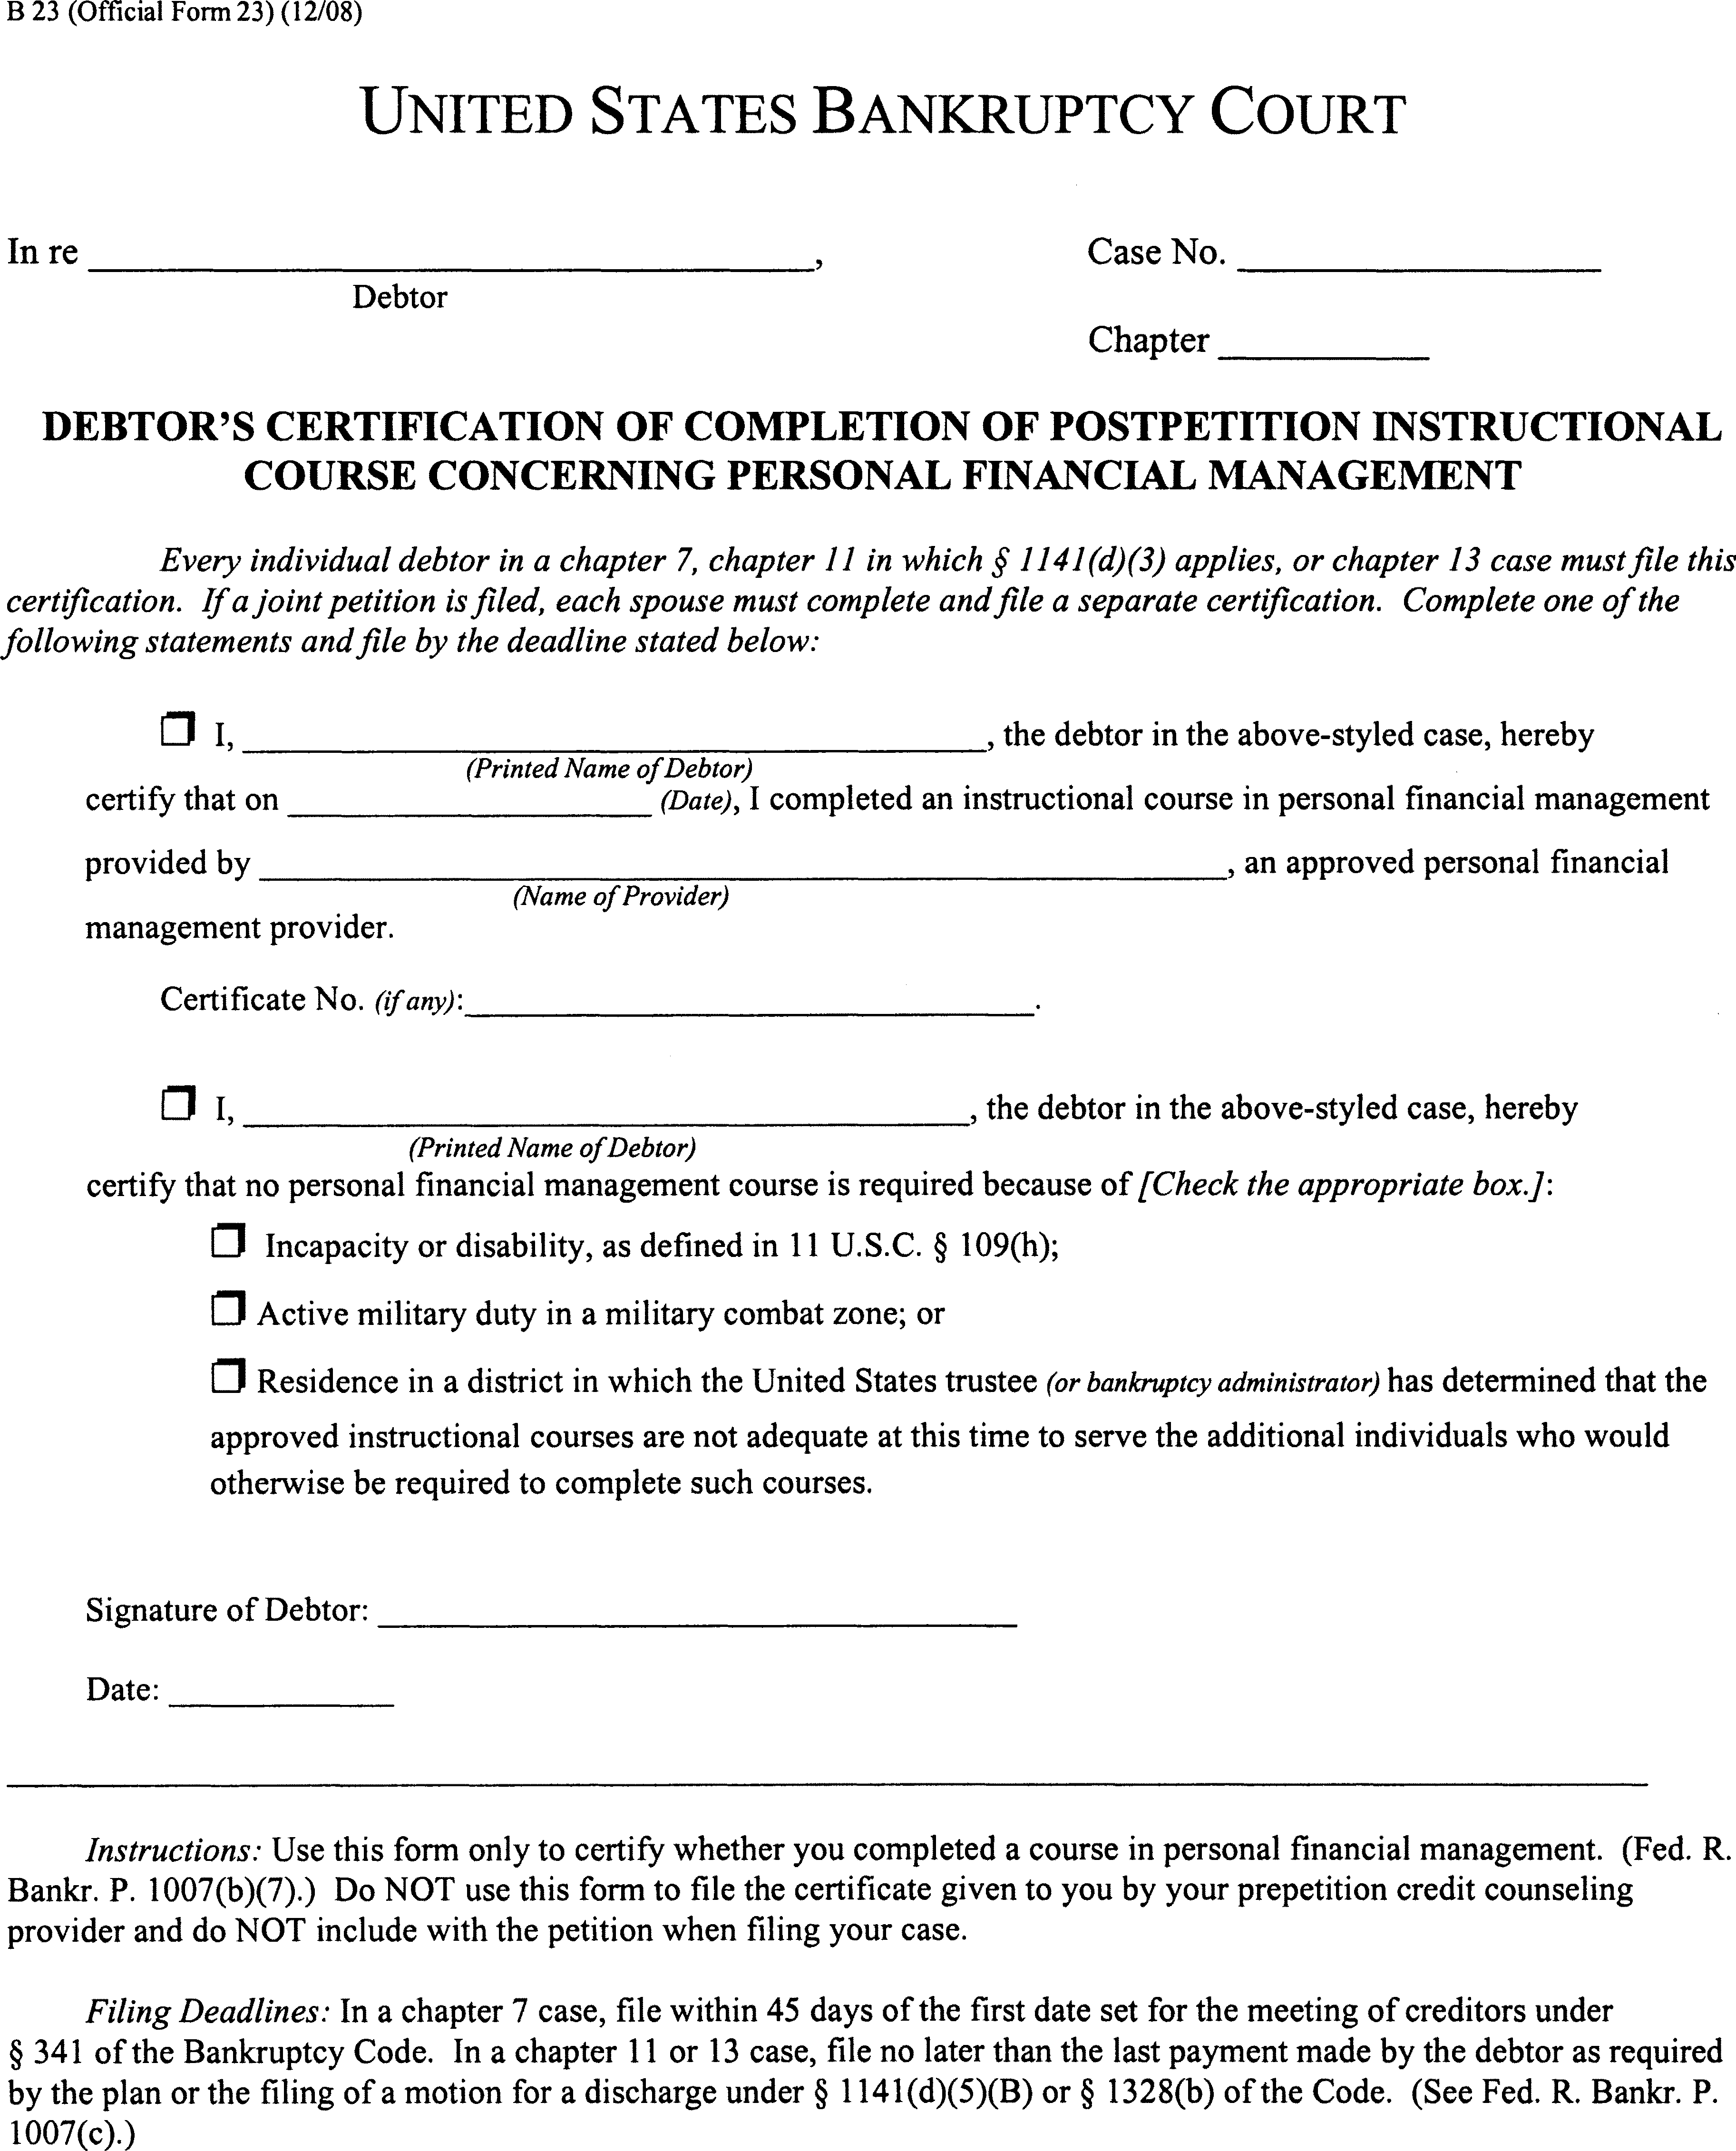 B 23 (Official Form 23) (12/08)
UNITED STATES BANKRUPTCY COURT
In re ____________________, Case No. ____________________
Debtor
Chapter ____________
DEBTOR'S CERTIFICATION OF COMPLETION OF POSTPETITION INSTRUCTIONAL
COURSE CONCERNING PERSONAL FINANCIAL MANAGEMENT
Every individual debtor in a chapter 7, chapter 11 in which § 1141(d)(3) applies, or chapter 13 case must file this
certification. If a joint petition is filed, each spouse must complete and file a separate certification. Complete one of the
following statements and file by the deadline stated below:
☐ I, ____________________, the debtor in the above-styled case, hereby
(Printed Name of Debtor)
certify that on ____________________ (Date), I completed an instructional course in personal financial management
provided by ____________________, an approved personal financial
(Name of Provider)
management provider.
Certificate No. (if any):____________________.
☐ I, ____________________, the debtor in the above-styled case, hereby
(Printed Name of Debtor)
certify that no personal financial management course is required because of [Check the appropriate box.]:
☐ Incapacity or disability, as defined in 11 U.S.C. § 109(h);
☐ Active military duty in a military combat zone; or
☐ Residence in a district in which the United States trustee (or bankruptcy administrator) has determined that the
approved instructional courses are not adequate at this time to serve the additional individuals who would
otherwise be required to complete such courses.
Signature of Debtor: ____________________
Date: ____________
Instructions: Use this form only to certify whether you completed a course in personal financial management. (Fed. R.
Bankr. P. 1007(b)(7).) Do NOT use this form to file the certificate given to you by your prepetition credit counseling
provider and do NOT include with the petition when filing your case.
Filing Deadlines: In a chapter 7 case, file within 45 days of the first date set for the meeting of creditors under
§ 341 of the Bankruptcy Code. In a chapter 11 or 13 case, file no later than the last payment made by the debtor as required
by the plan or the filing of a motion for a discharge under § 1141(d)(5)(B) or § 1328(b) of the Code. (See Fed. R. Bankr. P.
1007(c).)